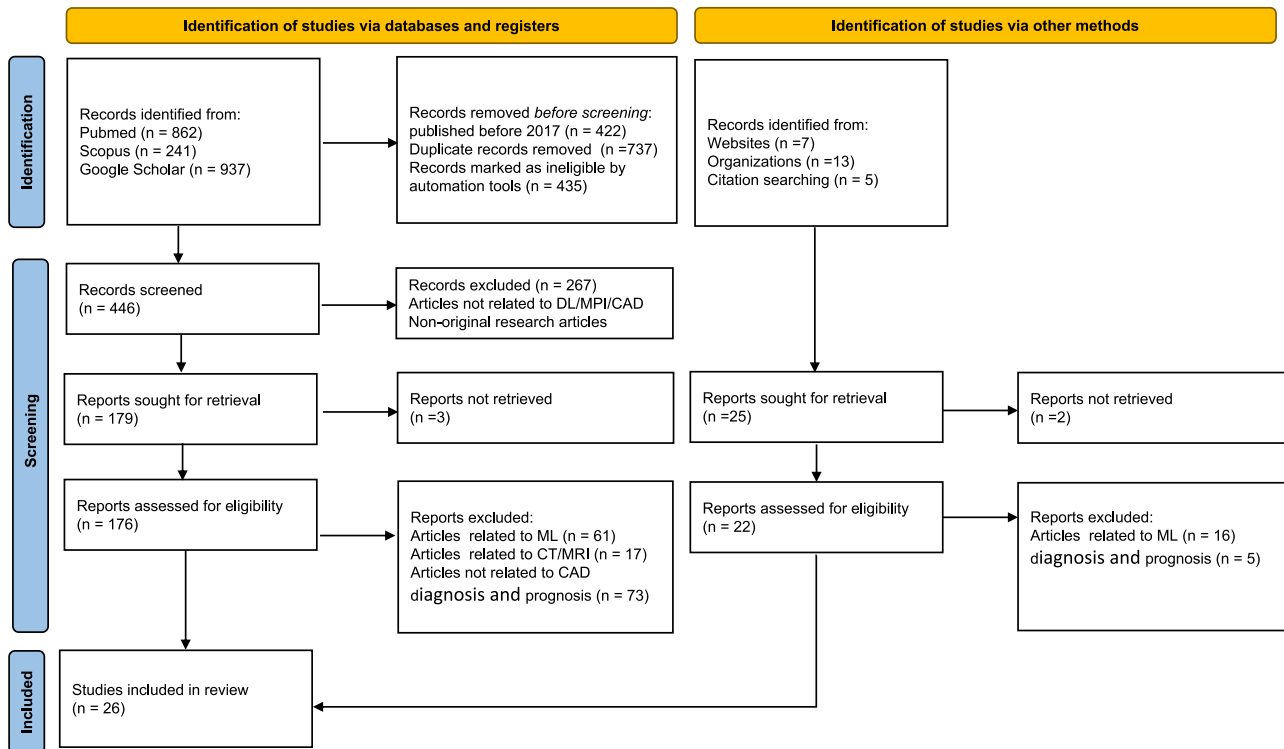 Identification of studies via databases and registers
Identification of studies via other methods
Identification
Records identified from:
Pubmed (n = 862)
Scopus (n = 241)
Google Scholar (n = 937)
Records removed before screening:
published before 2017 (n = 422)
Duplicate records removed (n =737)
Records marked as ineligible by
automation tools (n = 435)
Records identified from:
Websites (n =7)
Organizations (n =13)
Citation searching (n = 5)
Screening
Records screened
(n = 446)
Records excluded (n = 267)
Articles not related to DL/MPI/CAD
Non-original research articles
Reports sought for retrieval
(n = 179)
Reports not retrieved
(n =3)
Reports sought for retrieval
(n =25)
Reports not retrieved
(n =2)
Reports assessed for eligibility
(n = 176)
Reports excluded:
Articles related to ML (n = 61)
Articles related to CT/MRI (n = 17)
Articles not related to CAD
diagnosis and prognosis (n = 73)
Reports assessed for eligibility
(n = 22)
Reports excluded:
Articles related to ML (n = 16)
diagnosis and prognosis (n = 5)
Included
Studies included in review
(n = 26)